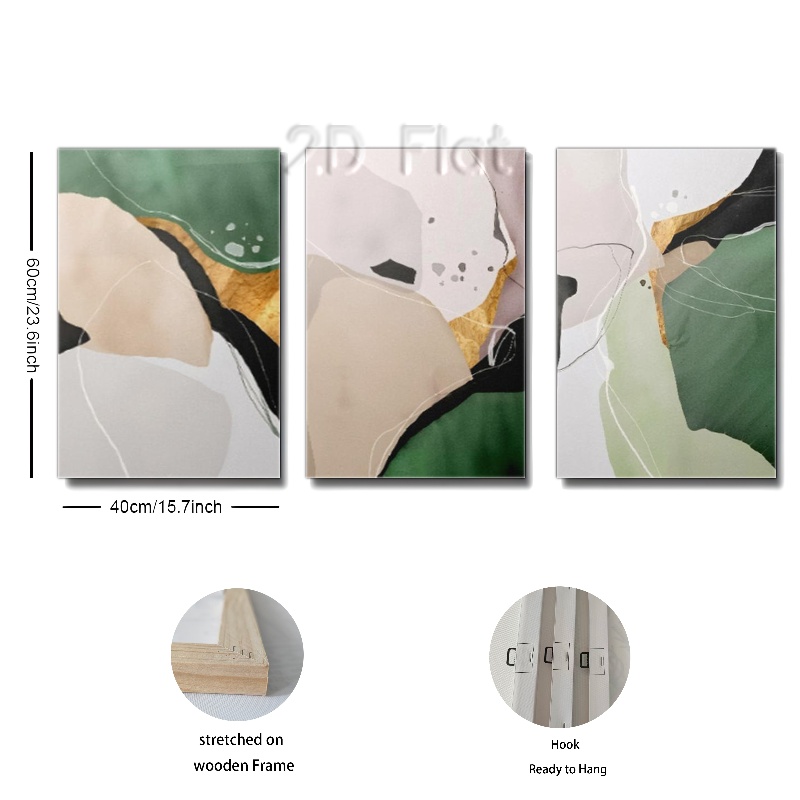 2D Flat
60cm/23.6inch
40cm/15.7inch
stretched on
wooden Frame
Hook
Ready to Hang